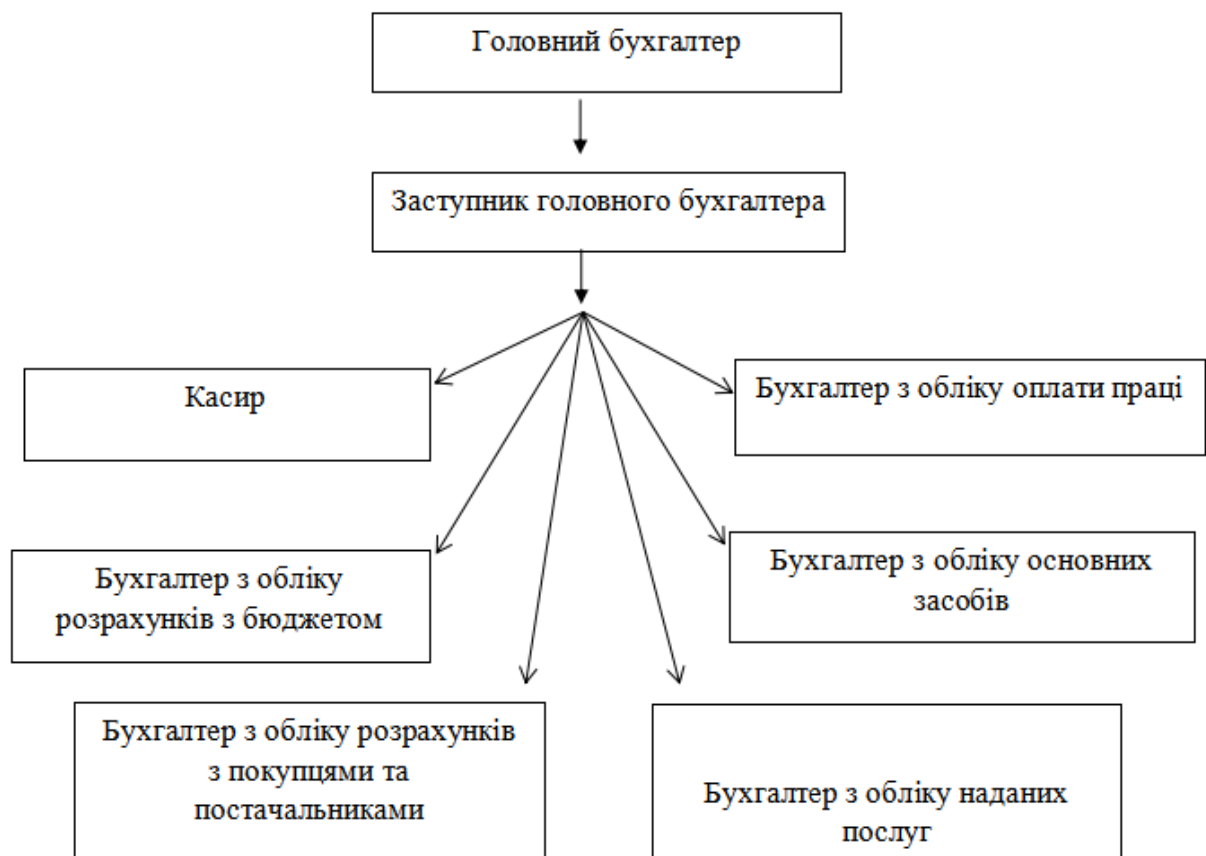 Головний бухгалтер
Заступник головного бухгалтера
Касир
Бухгалтер з обліку оплати праці
Бухгалтер з обліку
розрахунків з бюджетом
Бухгалтер з обліку основних
засобів
Бухгалтер з обліку розрахунків
з покупцями та
постачальниками
Бухгалтер з обліку наданих
послуг